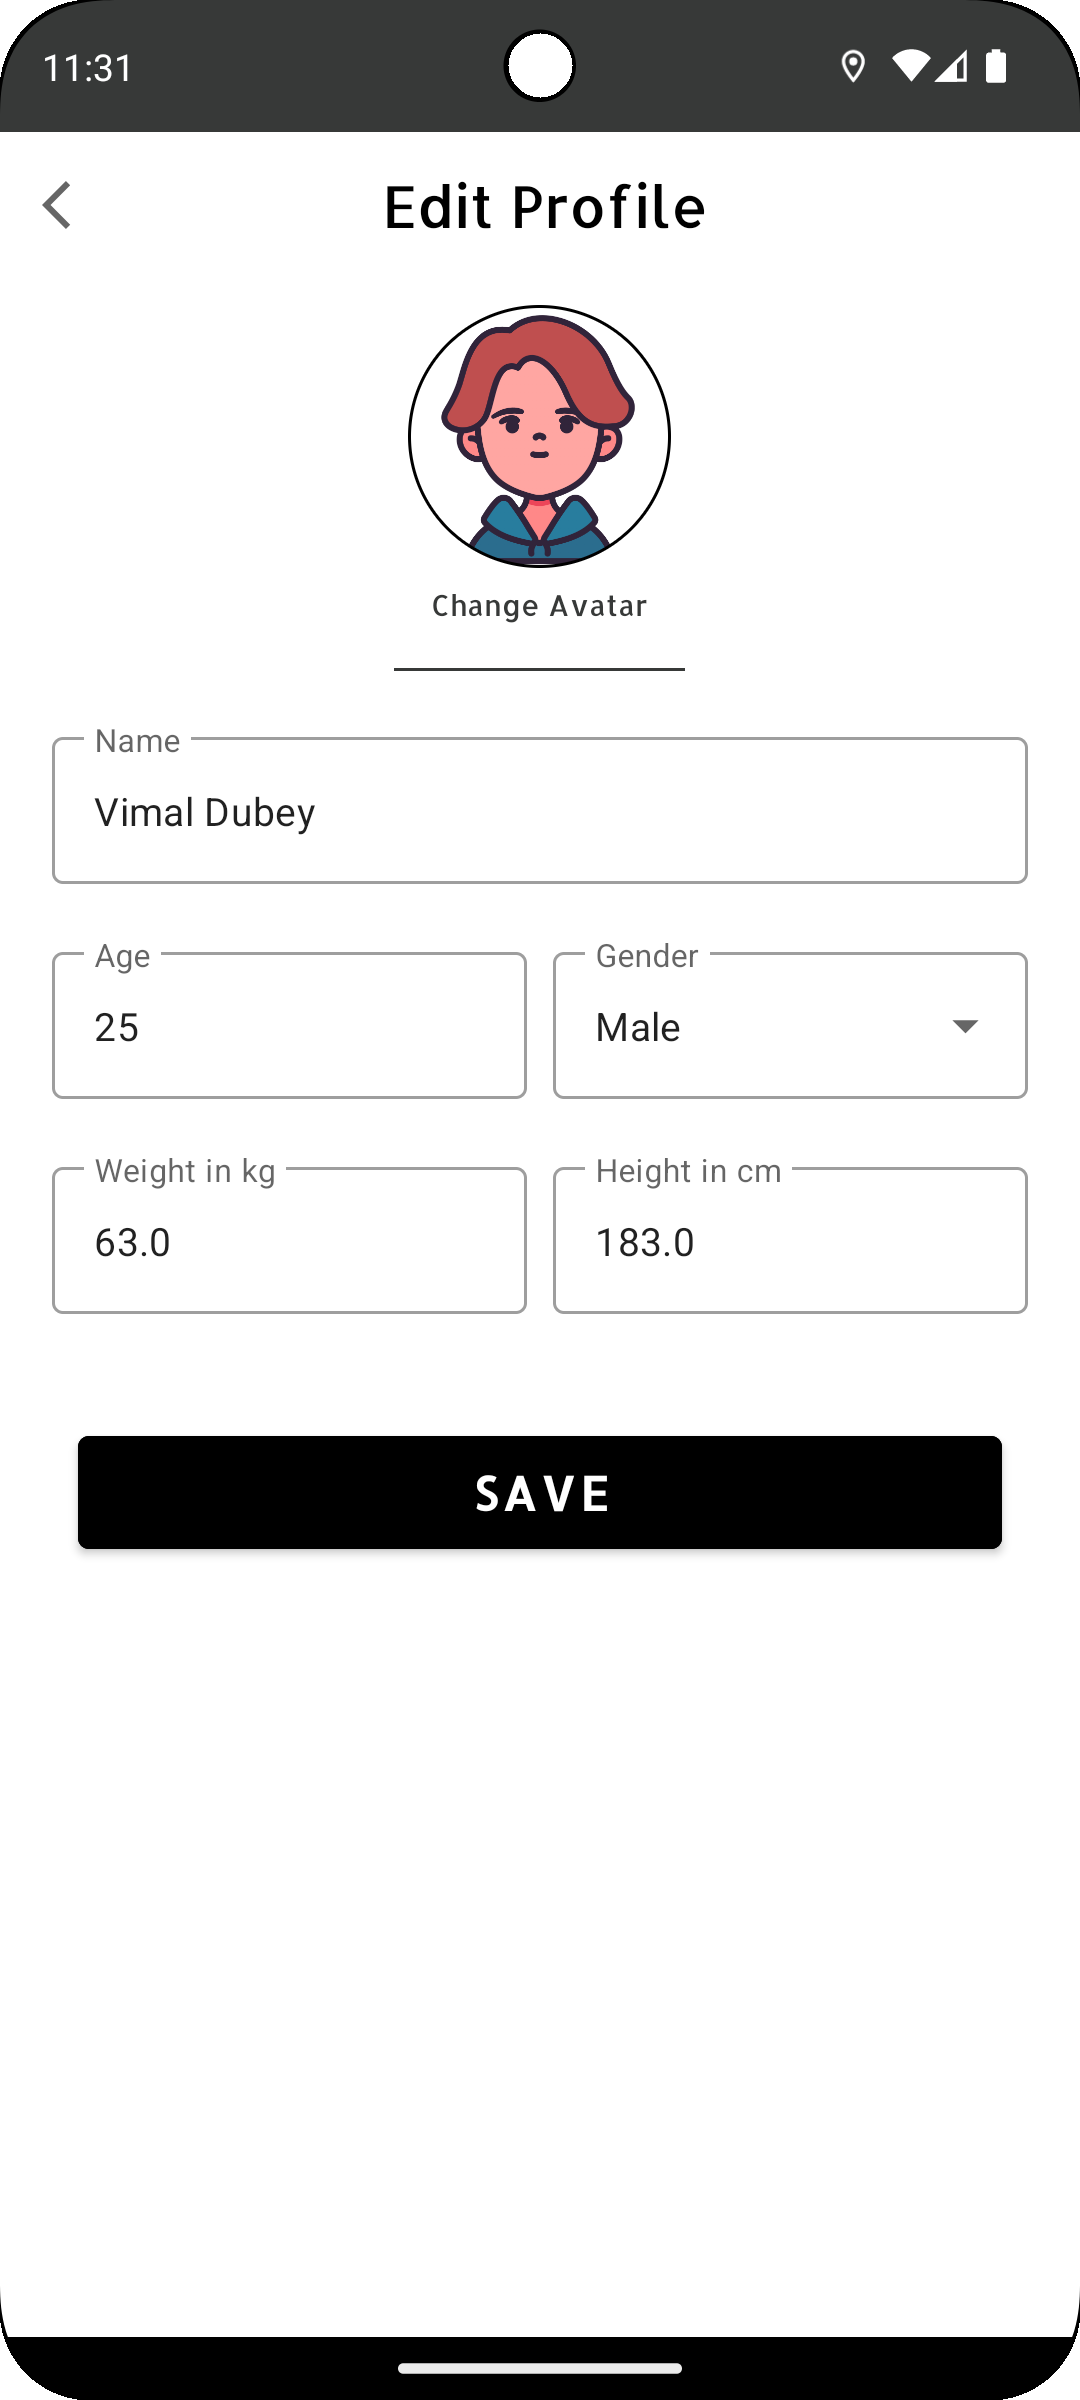 11:31
Edit Profile
Change Avatar
Name
Vimal Dubey
Age
Gender
25
Male
Weight in kg
Height in cm
63.0
183.0
SAVE